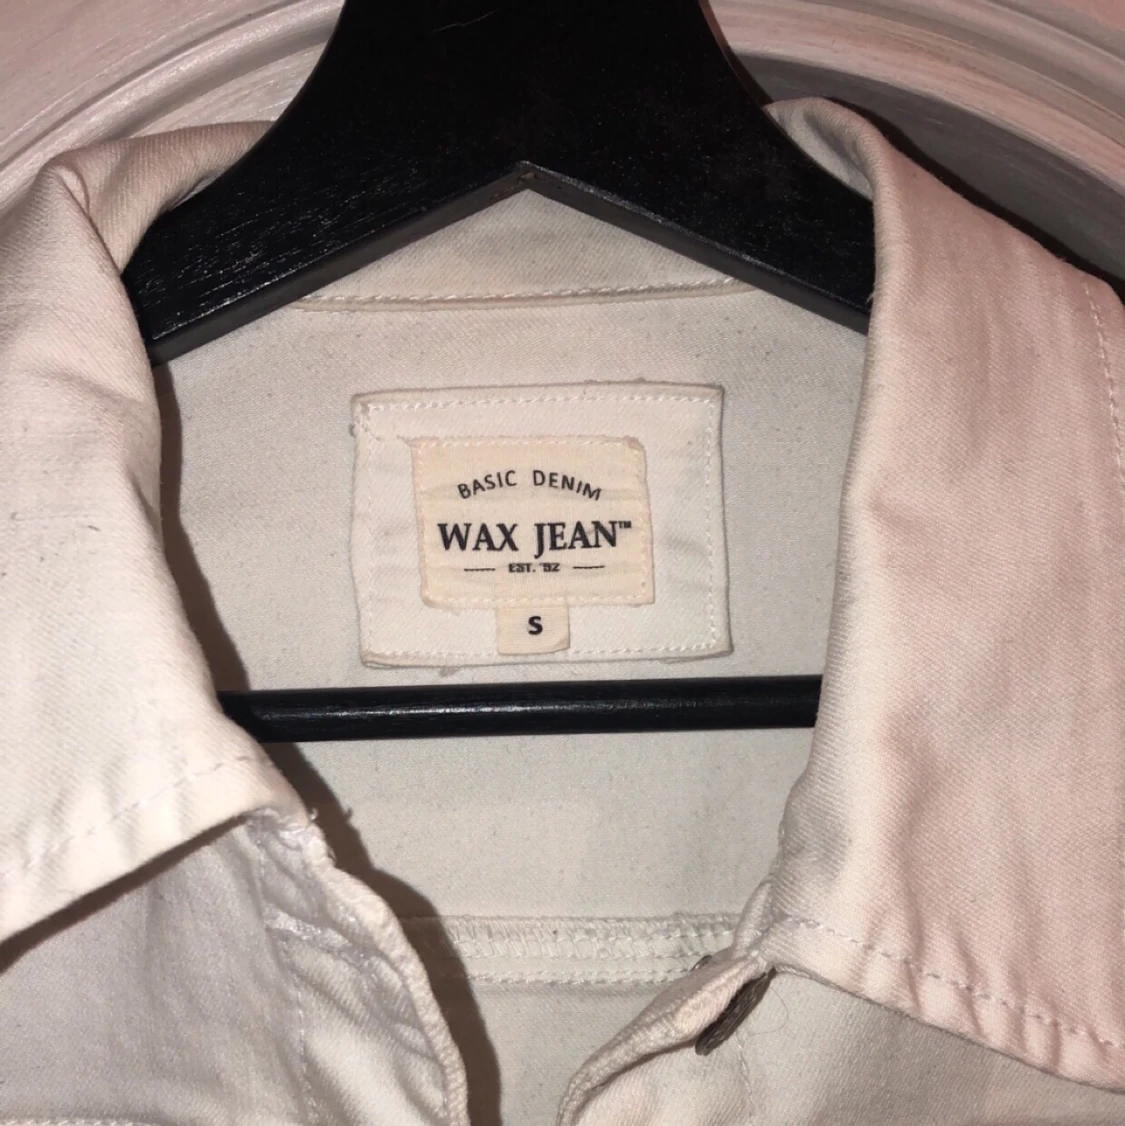 BASIC DENIM
WAX JEAN™
EST. '92
S